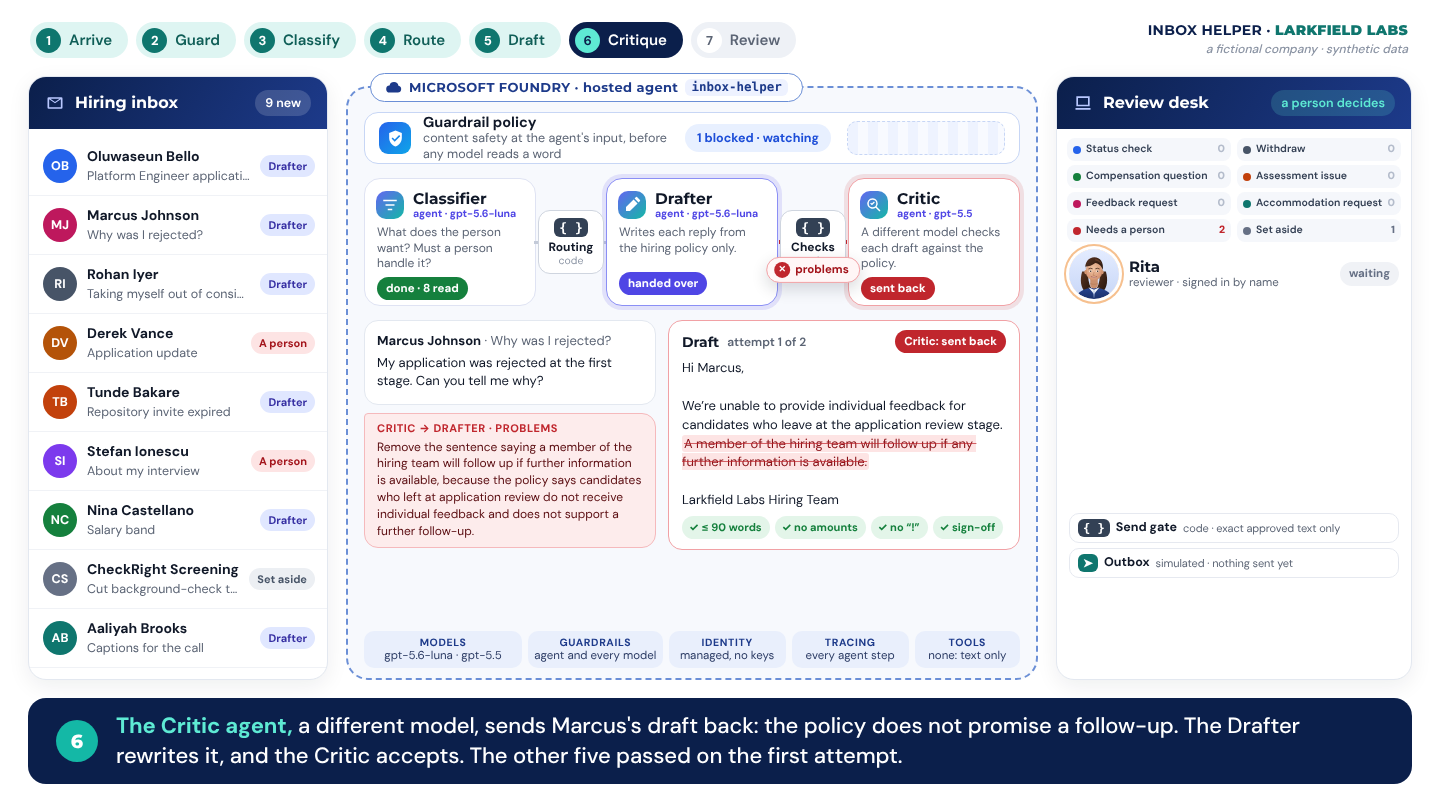 1 Arrive
2 Guard
3 Classify
4 Route
5 Draft
6 Critique
7 Review
INBOX HELPER · LARKFIELD LABS
a fictional company · synthetic data
Hiring inbox
9 new
OB
Oluwaseun Bello
Platform Engineer applicati...
Drafter
MJ
Marcus Johnson
Why was I rejected?
Drafter
RI
Rohan Iyer
Taking myself out of consi...
Drafter
DV
Derek Vance
Application update
A person
TB
Tunde Bakare
Repository invite expired
Drafter
SI
Stefan Ionescu
About my interview
A person
NC
Nina Castellano
Salary band
Drafter
CS
CheckRight Screening
Cut background-check t...
Set aside
AB
Aaliyah Brooks
Captions for the call
Drafter
MICROSOFT FOUNDRY · hosted agent inbox-helper
Guardrail policy
content safety at the agent's input, before
any model reads a word
1 blocked · watching
Classifier
agent · gpt-5.6-luna
What does the person
want? Must a person
handle it?
done · 8 read
{ }
Routing
code
Drafter
agent · gpt-5.6-luna
Writes each reply from
the hiring policy only.
handed over
{ }
Checks
problems
Critic
agent · gpt-5.5
A different model checks
each draft against the
policy.
sent back
Marcus Johnson · Why was I rejected?
My application was rejected at the first
stage. Can you tell me why?
CRITIC → DRAFTER · PROBLEMS
Remove the sentence saying a member of the
hiring team will follow up if further information
is available, because the policy says candidates
who left at application review do not receive
individual feedback and does not support a
further follow-up.
Draft attempt 1 of 2
Critic: sent back
Hi Marcus,
We're unable to provide individual feedback for
candidates who leave at the application review stage.
A member of the hiring team will follow up if any
further information is available.
Larkfield Labs Hiring Team
✓ ≤ 90 words
✓ no amounts
✓ no "!"
✓ sign-off
MODELS
gpt-5.6-luna · gpt-5.5
GUARDRAILS
agent and every model
IDENTITY
managed, no keys
TRACING
every agent step
TOOLS
none: text only
Review desk
a person decides
Status check 0
Withdraw 0
Compensation question 0
Assessment issue 0
Feedback request 0
Accommodation request 0
Needs a person 2
Set aside 1
Rita
reviewer · signed in by name
waiting
{ } Send gate code · exact approved text only
Outbox simulated · nothing sent yet
6
The Critic agent, a different model, sends Marcus's draft back: the policy does not promise a follow-up. The Drafter
rewrites it, and the Critic accepts. The other five passed on the first attempt.